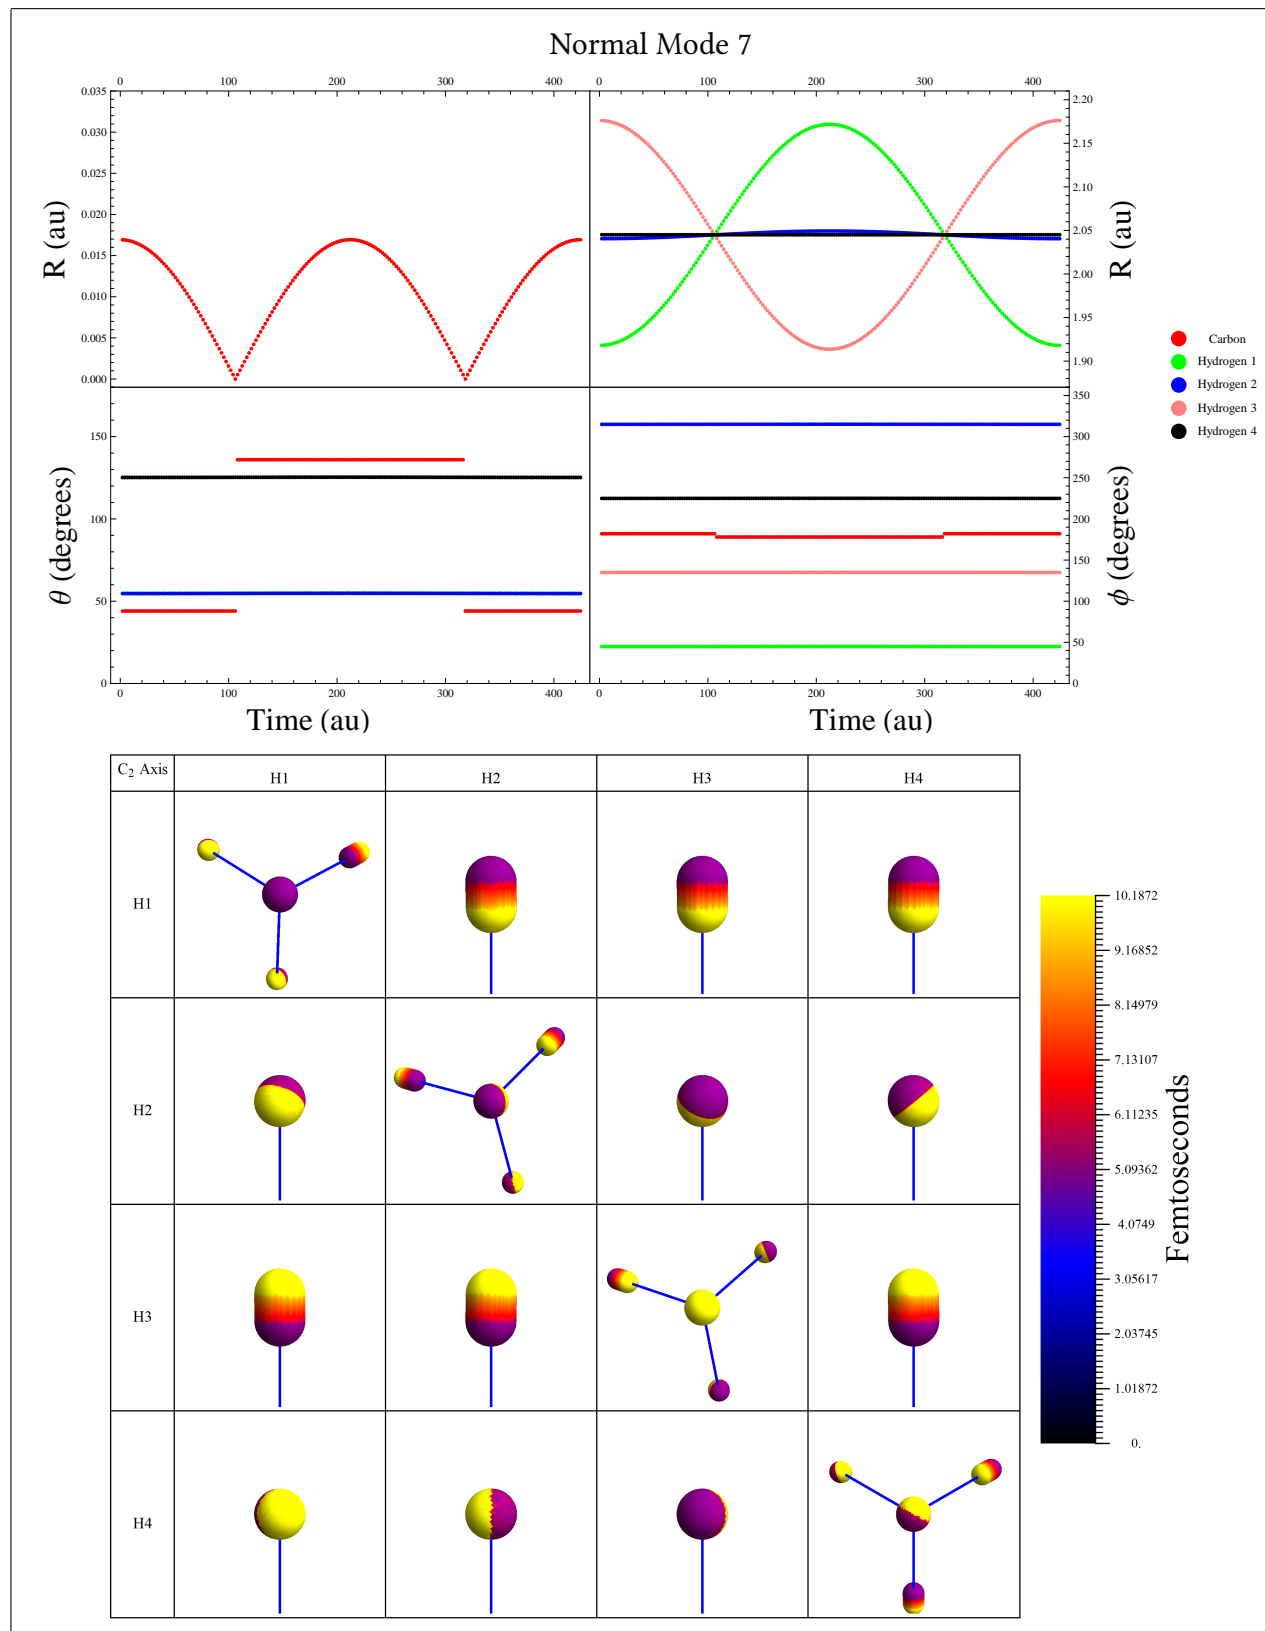 Normal Mode 7
0 100 200 300 400
0 100 200 300 400
0.035
0.030
0.025
0.020
0.015
0.010
0.005
0.000
R (au)
2.20
2.15
2.10
2.05
2.00
1.95
1.90
R (au)
Carbon
Hydrogen 1
Hydrogen 2
Hydrogen 3
Hydrogen 4
150
100
50
0
θ (degrees)
350
300
250
200
150
100
50
0
ϕ (degrees)
0 100 200 300 400
0 100 200 300 400
Time (au)
Time (au)
C₂ Axis H1 H2 H3 H4
H1
H2
H3
H4
10.1872
9.16852
8.14979
7.13107
6.11235
5.09362
4.0749
3.05617
2.03745
1.01872
0.
Femtoseconds